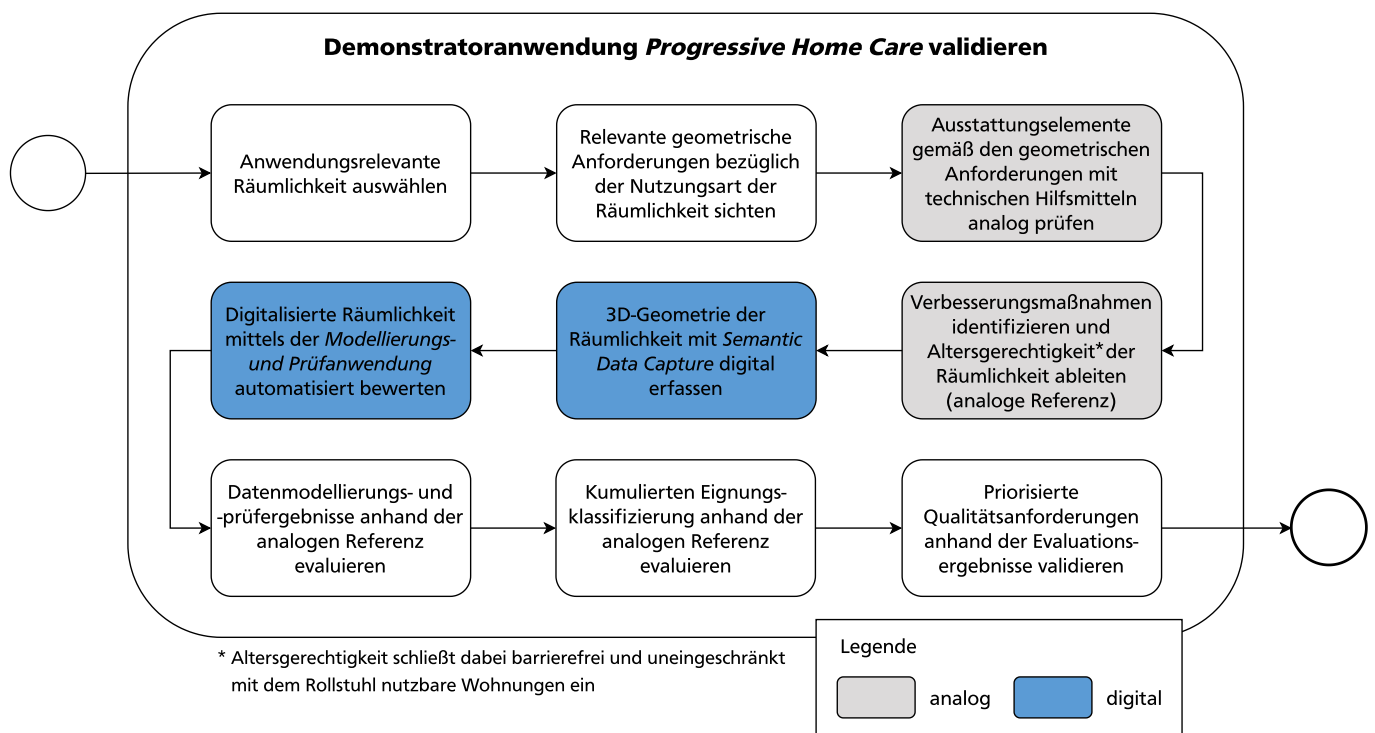 Demonstratoranwendung Progressive Home Care validieren
Anwendungsrelevante
Räumlichkeit auswählen
Relevante geometrische
Anforderungen bezüglich
der Nutzungsart der
Räumlichkeit sichten
Ausstattungselemente
gemäß den geometrischen
Anforderungen mit
technischen Hilfsmitteln
analog prüfen
Verbesserungsmaßnahmen
identifizieren und
Altersgerechtigkeit* der
Räumlichkeit ableiten
(analoge Referenz)
3D-Geometrie der
Räumlichkeit mit Semantic
Data Capture digital
erfassen
Digitalisierte Räumlichkeit
mittels der Modellierungs-
und Prüfanwendung
automatisiert bewerten
Datenmodellierungs- und
-prüfergebnisse anhand der
analogen Referenz
evaluieren
Kumulierten Eignungs-
klassifizierung anhand der
analogen Referenz
evaluieren
Priorisierte
Qualitätsanforderungen
anhand der Evaluations-
ergebnisse validieren
* Altersgerechtigkeit schließt dabei barrierefrei und uneingeschränkt
mit dem Rollstuhl nutzbare Wohnungen ein
Legende
analog
digital